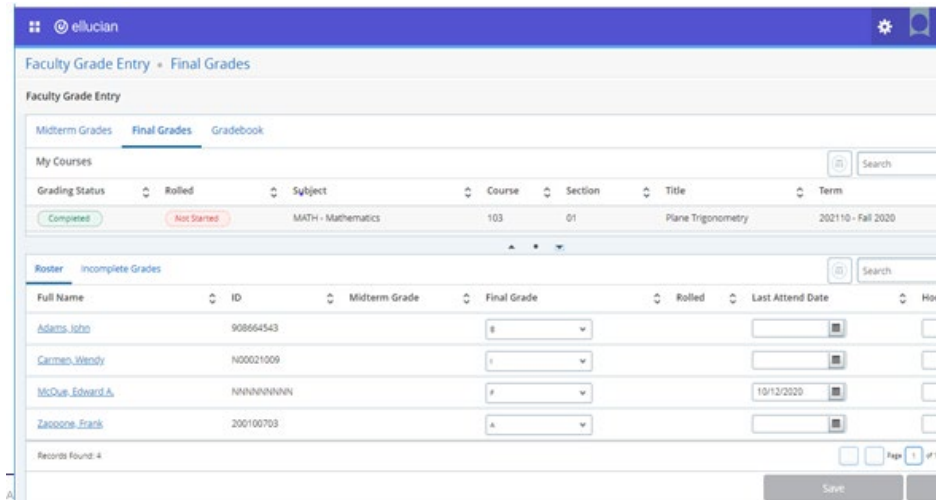 ellucian
Faculty Grade Entry • Final Grades
Faculty Grade Entry
Midterm Grades Final Grades Gradebook
My Courses Search
Grading Status Rolled Subject Course Section Title Term
Completed Not Started MATH - Mathematics 103 01 Plane Trigonometry 202110 - Fall 2020
Roster Incomplete Grades Search
Full Name ID Midterm Grade Final Grade Rolled Last Attend Date
Adams, John 908664543 B
Carmen, Wendy N00021009 I
McQue, Edward A. NNNNNNNNN F 10/12/2020
Zappone, Frank 200100703 A
Records Found: 4 Page 1
Save